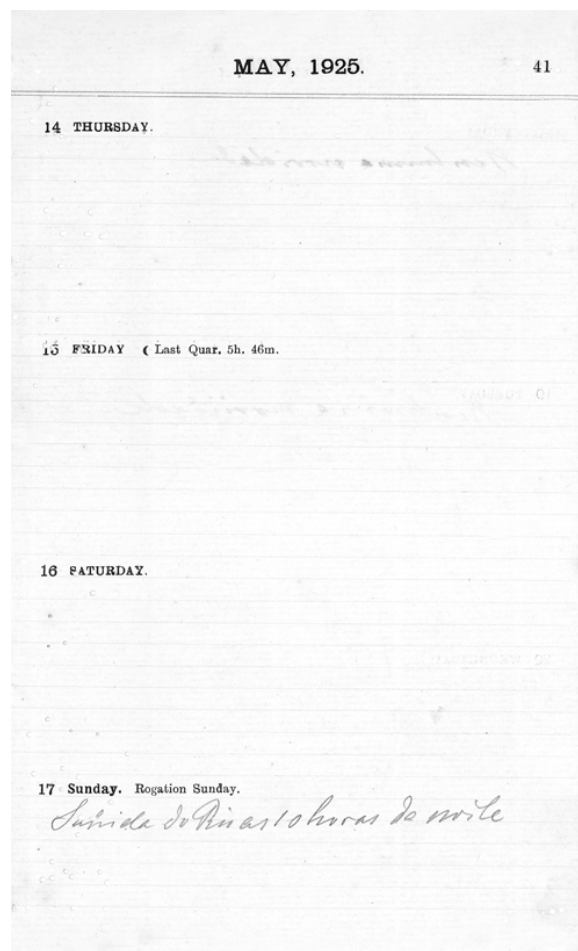 MAY, 1925. 41
14 THURSDAY.
15 FRIDAY ( Last Quar. 5h. 46m.
16 SATURDAY.
17 Sunday. Rogation Sunday.
Sahida do Rio as 10 horas da noite